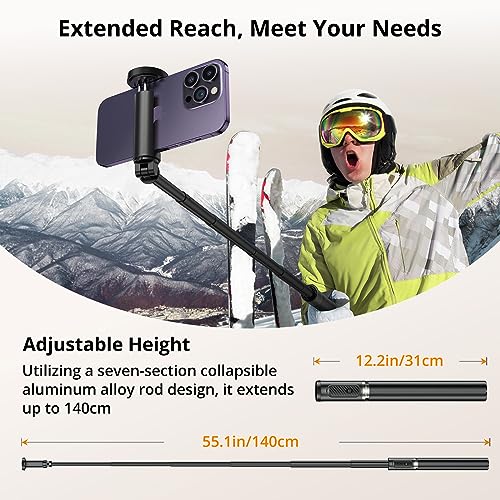 Extended Reach, Meet Your Needs
Adjustable Height
Utilizing a seven-section collapsible
aluminum alloy rod design, it extends
up to 140cm
12.2in/31cm
55.1in/140cm